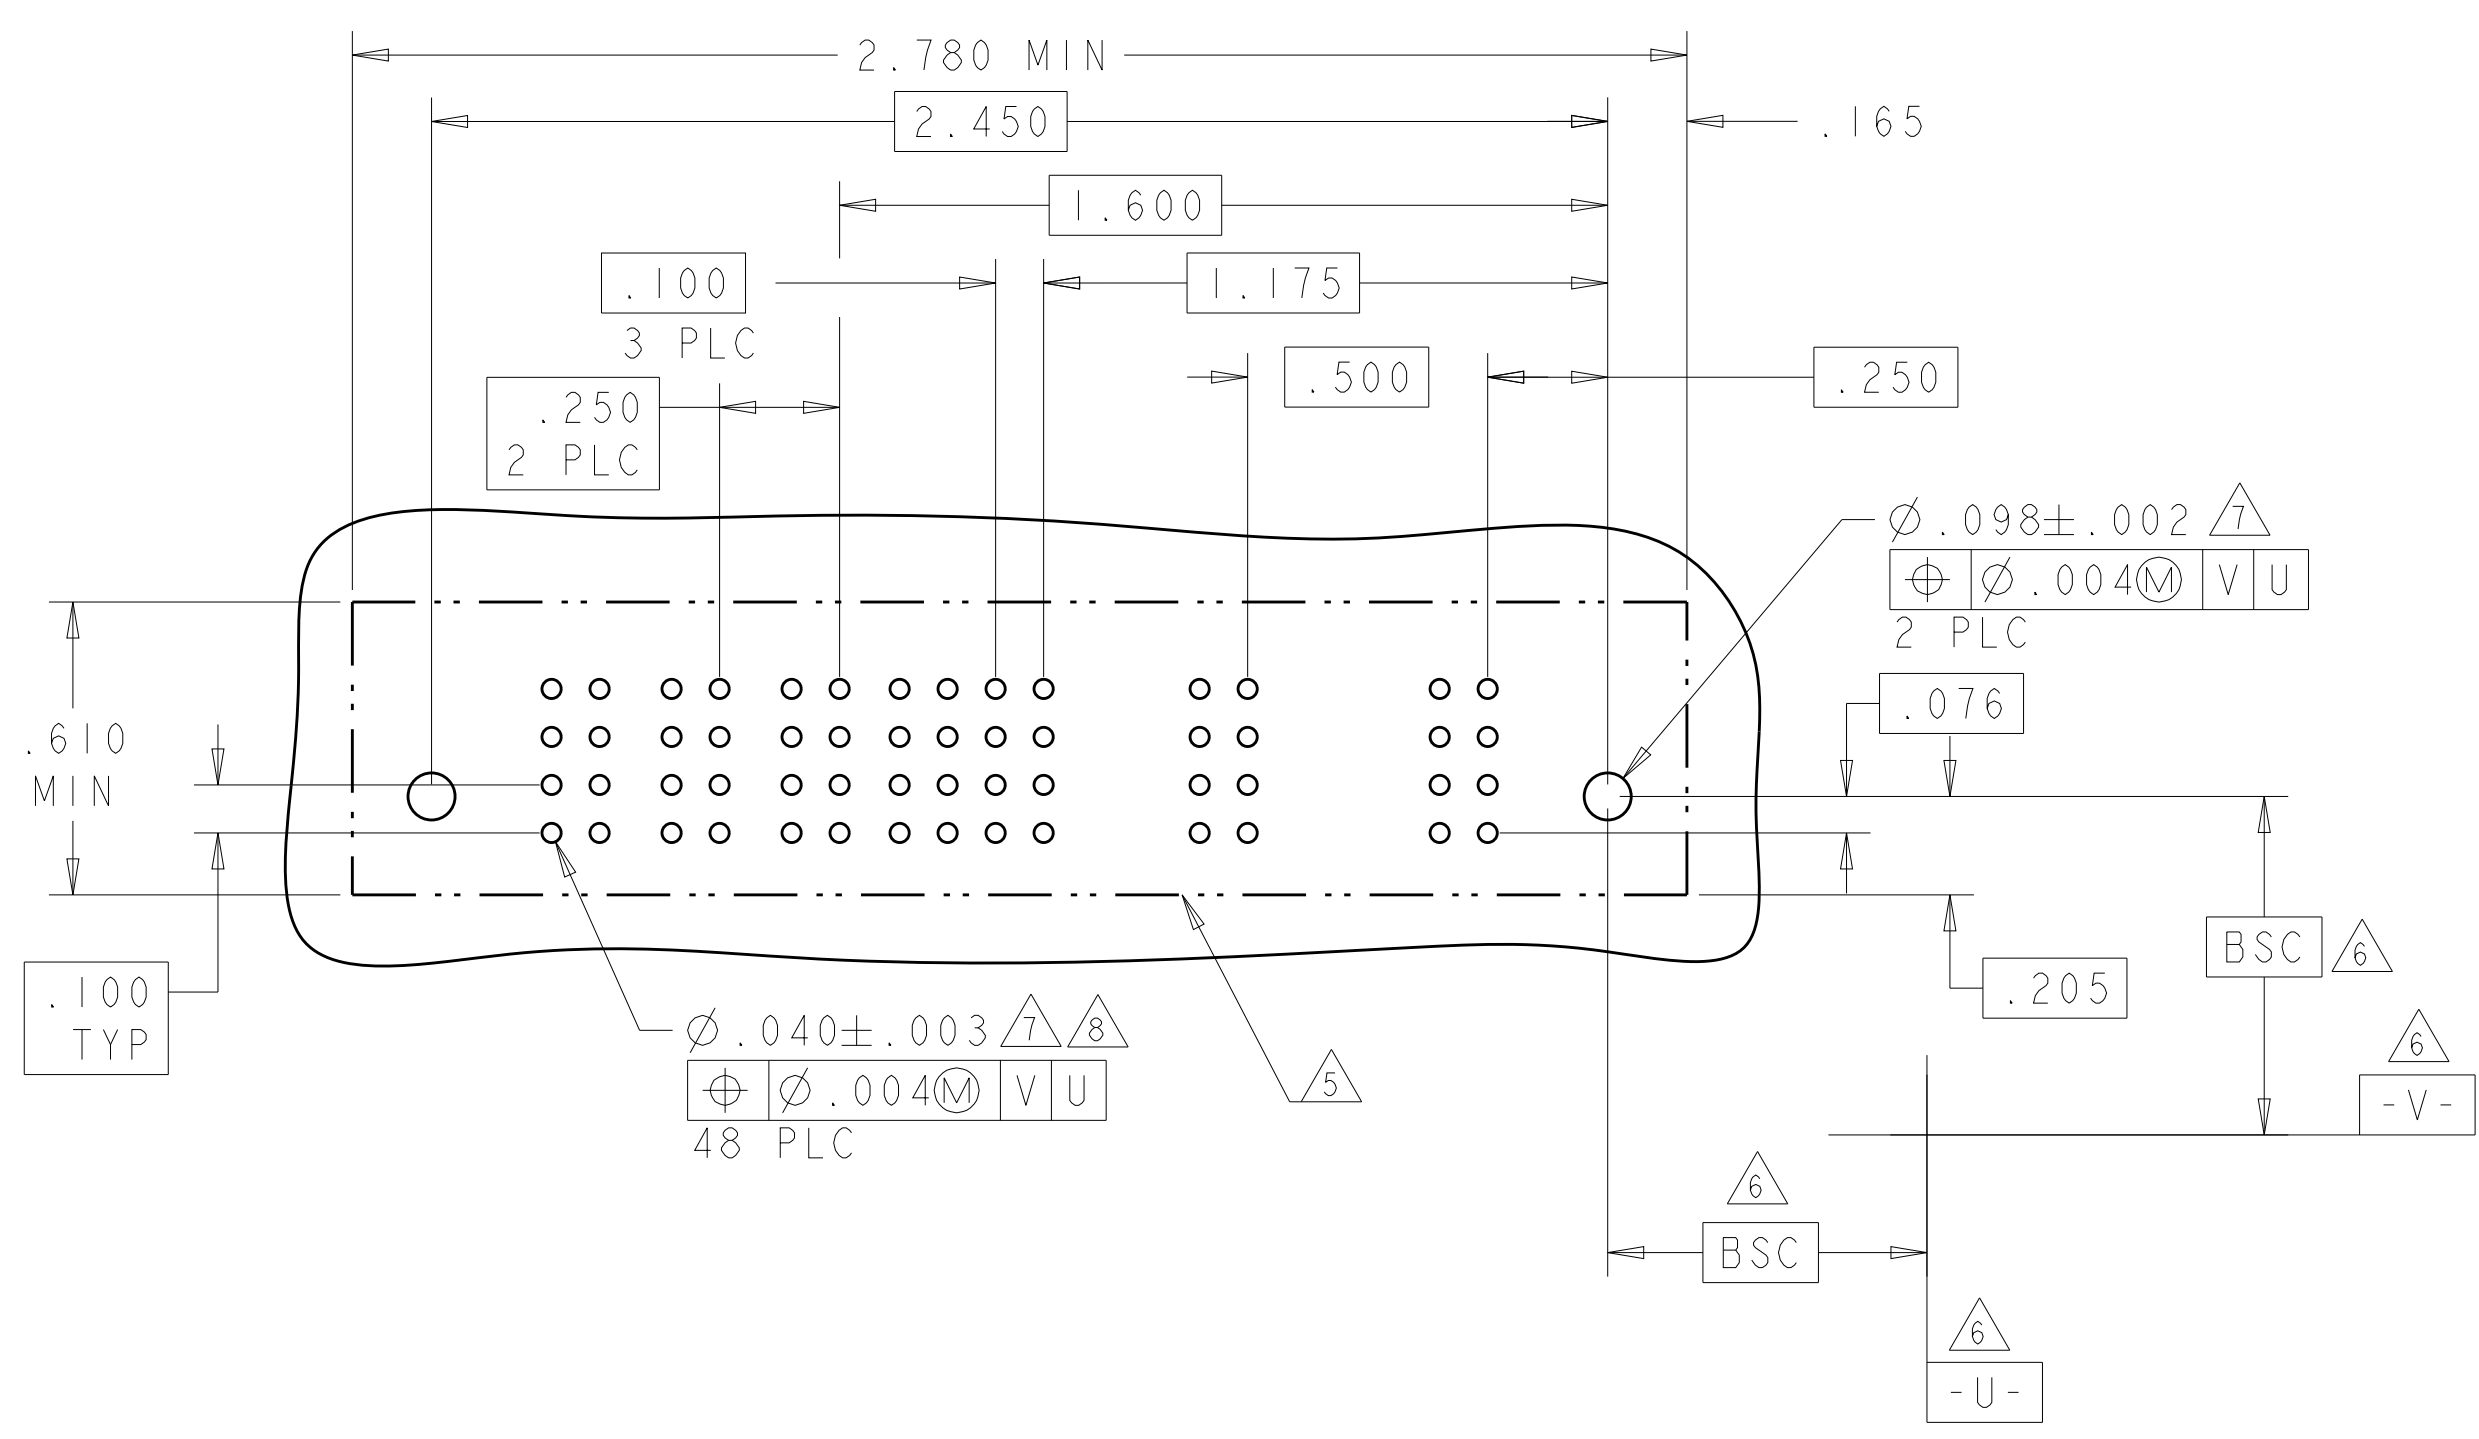 2.780 MIN
2.450
.165
1.600
.100
3 PLC
1.175
.500
.250
.250
2 PLC
Ø.098±.002 7
⌖ Ø.004Ⓜ V U
2 PLC
.076
.610
MIN
BSC 6
.205
.100
TYP
Ø.040±.003 7 8
⌖ Ø.004Ⓜ V U
48 PLC
5
6
-V-
6
BSC
6
-U-